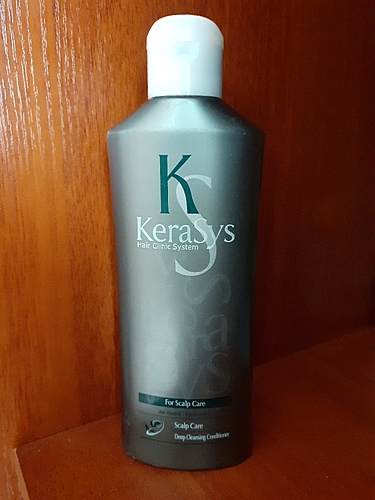 K
S
KeraSys
Hair Clinic System
For Scalp Care
Scalp Care
Deep Cleansing Conditioner